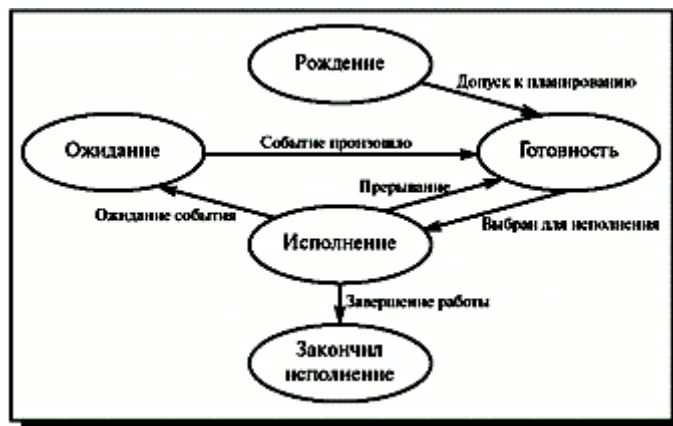 Рождение
Допуск к планированию
Ожидание
Событие произошло
Готовность
Прерывание
Ожидание события
Исполнение
Выбран для исполнения
Завершение работы
Закончил
исполнение